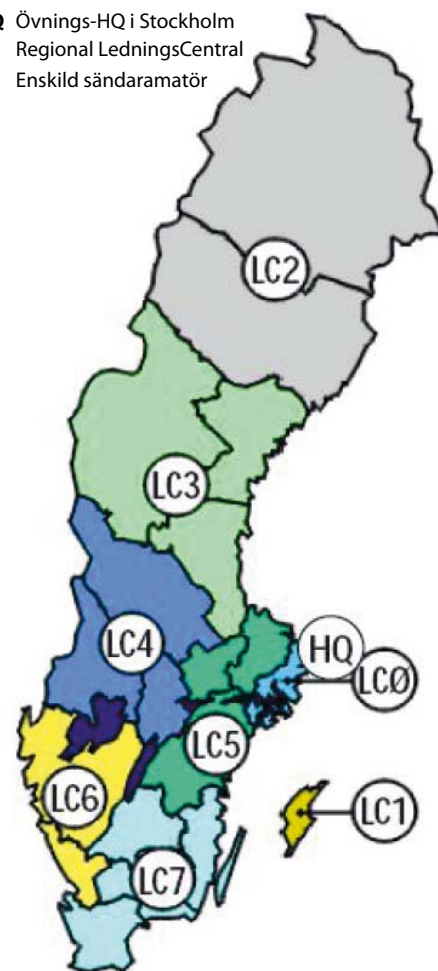 Övnings-HQ i Stockholm
Regional LedningsCentral
Enskild sändaramatör
LC2
LC3
LC4
HQ
LCØ
LC5
LC6
LC1
LC7